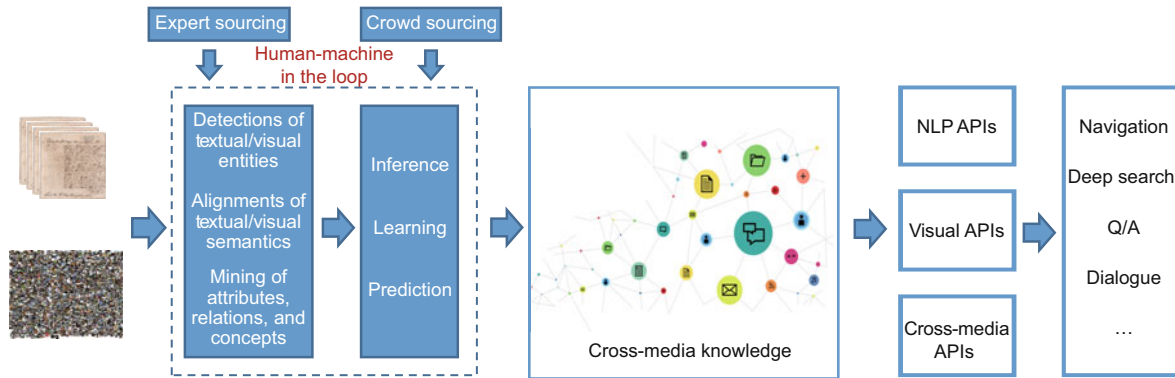 Expert sourcing
Crowd sourcing
Human-machine
in the loop
Detections of
textual/visual
entities
Alignments of
textual/visual
semantics
Mining of
attributes,
relations, and
concepts
Inference
Learning
Prediction
Cross-media knowledge
NLP APIs
Visual APIs
Cross-media
APIs
Navigation
Deep search
Q/A
Dialogue
…